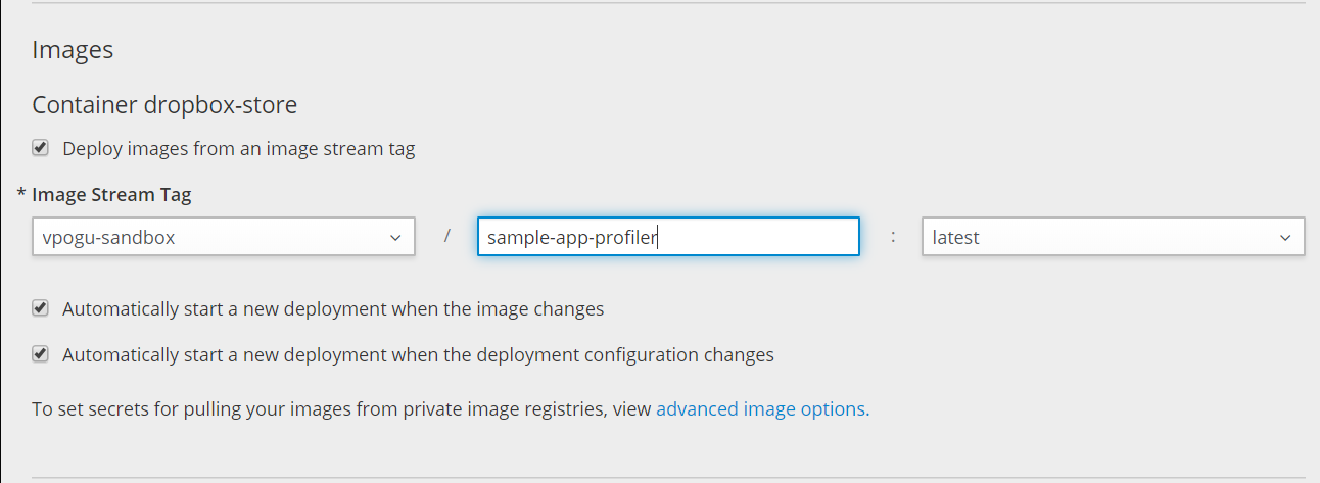 Images
Container dropbox-store
Deploy images from an image stream tag
* Image Stream Tag
vpogu-sandbox / sample-app-profiler : latest
Automatically start a new deployment when the image changes
Automatically start a new deployment when the deployment configuration changes
To set secrets for pulling your images from private image registries, view advanced image options.